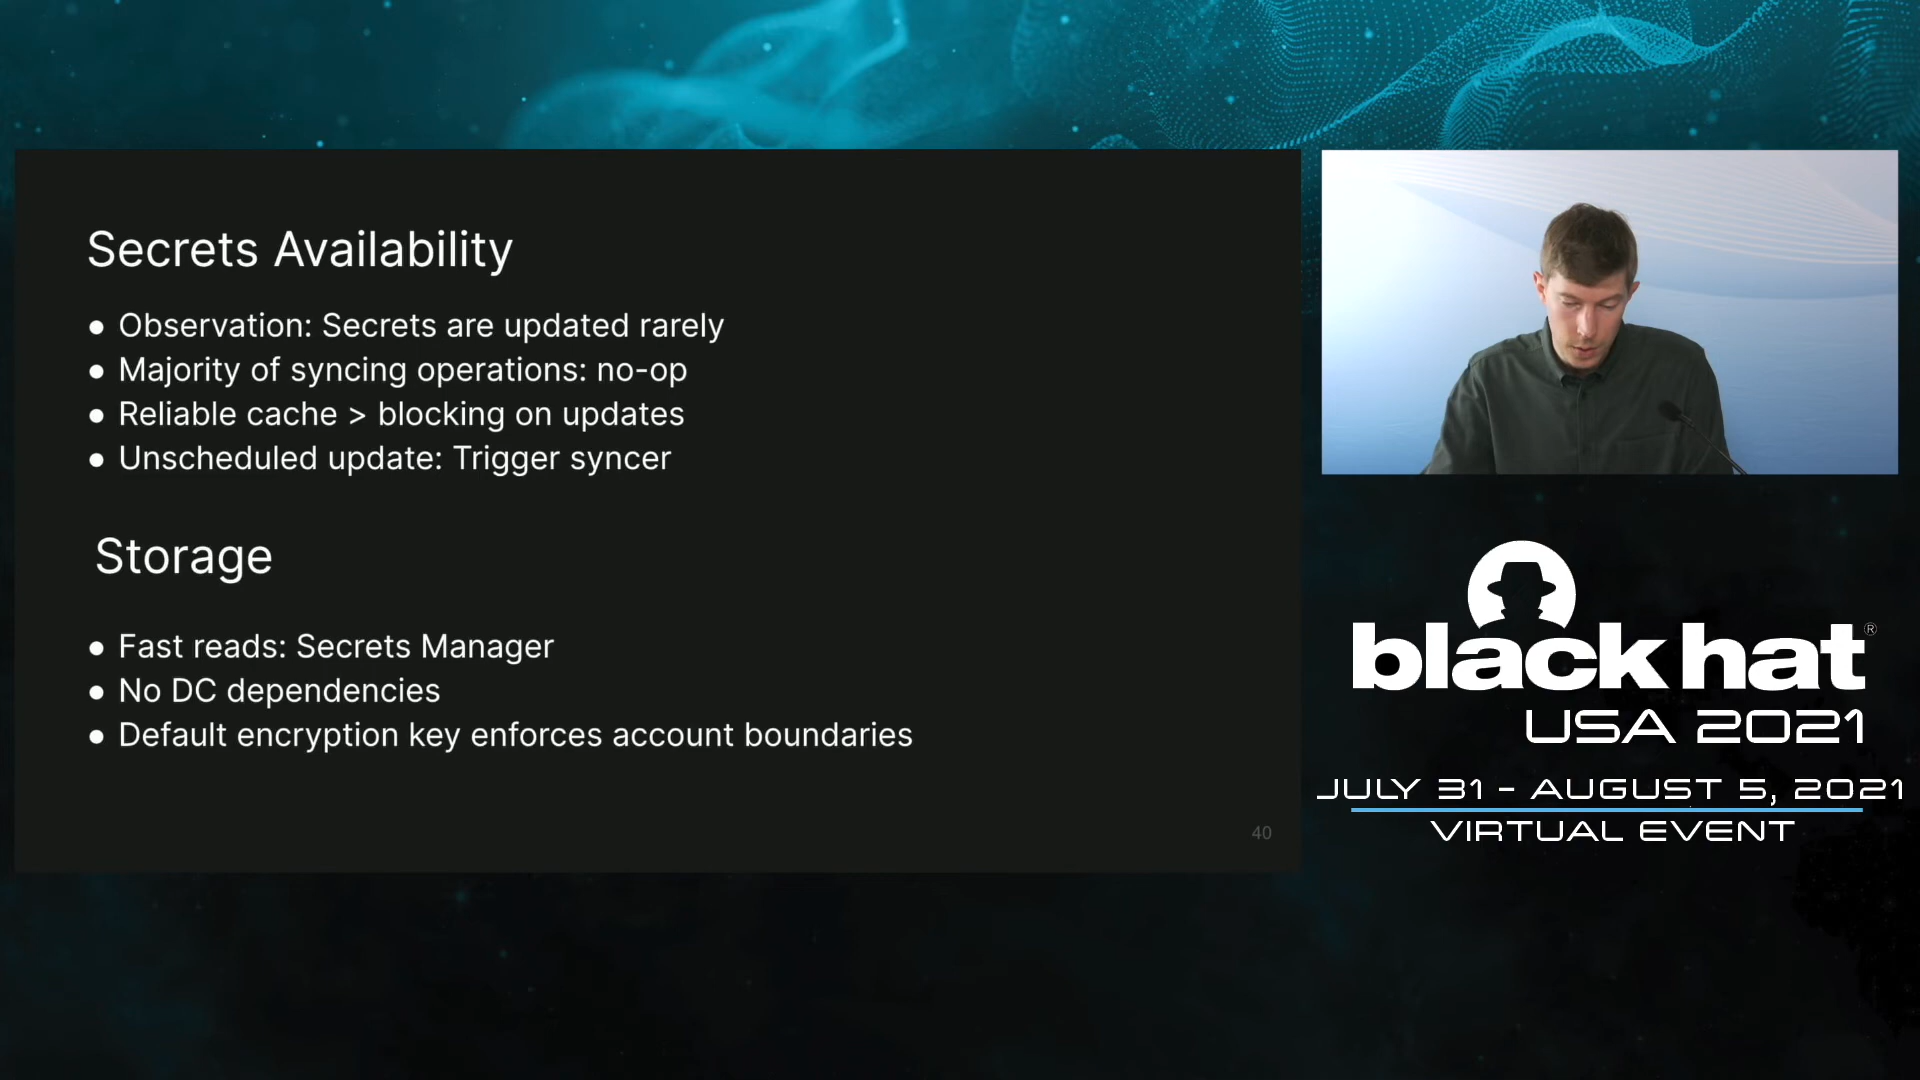 Secrets Availability
● Observation: Secrets are updated rarely
● Majority of syncing operations: no-op
● Reliable cache > blocking on updates
● Unscheduled update: Trigger syncer
Storage
● Fast reads: Secrets Manager
● No DC dependencies
● Default encryption key enforces account boundaries
40
black hat®
USA 2021
JULY 31 - AUGUST 5, 2021
VIRTUAL EVENT